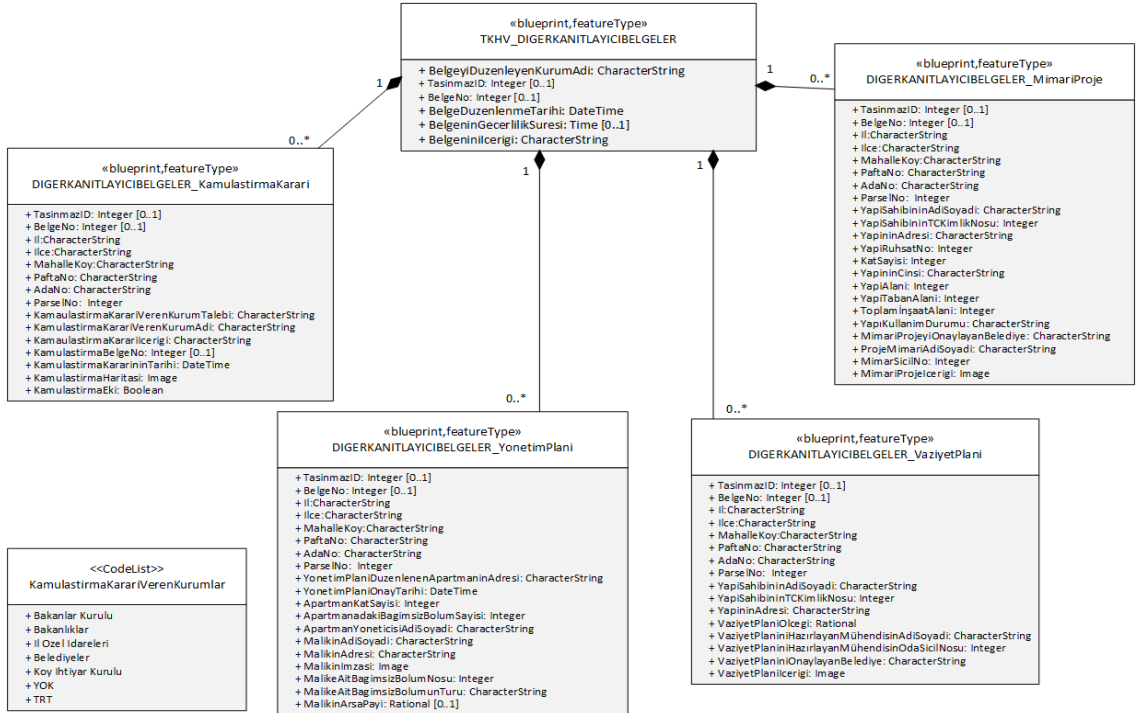 «blueprint,featureType»
TKHV_DIGERKANITLAYICIBELGELER
+ BelgeyiDuzenleyenKurumAdi: CharacterString
+ TasinmazID: Integer [0..1]
+ BelgeNo: Integer [0..1]
+ BelgeDuzenlenmeTarihi: DateTime
+ BelgeninGecerlilikSuresi: Time [0..1]
+ BelgeninIcerigi: CharacterString
1
0..*
1
0..*
1
0..*
1
0..*
«blueprint,featureType»
DIGERKANITLAYICIBELGELER_MimariProje
+ TasinmazID: Integer [0..1]
+ BelgeNo: Integer [0..1]
+ Il:CharacterString
+ Ilce:CharacterString
+ MahalleKoy:CharacterString
+ PaftaNo: CharacterString
+ AdaNo: CharacterString
+ ParselNo: Integer
+ YapiSahibininAdiSoyadi: CharacterString
+ YapiSahibininTCKimlikNosu: Integer
+ YapininAdresi: CharacterString
+ YapiRuhsatNo: Integer
+ KatSayisi: Integer
+ YapininCinsi: CharacterString
+ YapiAlani: Integer
+ YapiTabanAlani: Integer
+ ToplamInşaatAlani: Integer
+ YapıKullanimDurumu: CharacterString
+ MimariProjeyiOnaylayanBelediye: CharacterString
+ ProjeMimariAdiSoyadi: CharacterString
+ MimarSicilNo: Integer
+ MimariProjeIcerigi: Image
«blueprint,featureType»
DIGERKANITLAYICIBELGELER_KamulastirmaKarari
+ TasinmazID: Integer [0..1]
+ BelgeNo: Integer [0..1]
+ Il:CharacterString
+ Ilce:CharacterString
+ MahalleKoy:CharacterString
+ PaftaNo: CharacterString
+ AdaNo: CharacterString
+ ParselNo: Integer
+ KamaulastirmaKarariVerenKurumTalebi: CharacterString
+ KamulastirmaKarariVerenKurumAdi: CharacterString
+ KamaulastirmaKarariIcerigi: CharacterString
+ KamulastirmaBelgeNo: Integer [0..1]
+ KamulastirmaKararininTarihi: DateTime
+ KamulastirmaHaritasi: Image
+ KamulastirmaEki: Boolean
«blueprint,featureType»
DIGERKANITLAYICIBELGELER_YonetimPlani
+ TasinmazID: Integer [0..1]
+ BelgeNo: Integer [0..1]
+ Il:CharacterString
+ Ilce:CharacterString
+ MahalleKoy:CharacterString
+ PaftaNo: CharacterString
+ AdaNo: CharacterString
+ ParselNo: Integer
+ YonetimPlaniDuzenlenenApartmaninAdresi: CharacterString
+ YonetimPlaniOnayTarihi: DateTime
+ ApartmanKatSayisi: Integer
+ ApartmanadakiBagimsizBolumSayisi: Integer
+ ApartmanYoneticisiAdiSoyadi: CharacterString
+ MalikinAdiSoyadi: CharacterString
+ MalikinAdresi: CharacterString
+ MalikinImzasi: Image
+ MalikeAitBagimsizBolumNosu: Integer
+ MalikeAitBagimsizBolumunTuru: CharacterString
+ MalikinArsaPayi: Rational [0..1]
«blueprint,featureType»
DIGERKANITLAYICIBELGELER_VaziyetPlani
+ TasinmazID: Integer [0..1]
+ BelgeNo: Integer [0..1]
+ Il: CharacterString
+ Ilce:CharacterString
+ MahalleKoy:CharacterString
+ PaftaNo: CharacterString
+ AdaNo: CharacterString
+ ParselNo: Integer
+ YapiSahibininAdiSoyadi: CharacterString
+ YapiSahibininTCKimlikNosu: Integer
+ YapininAdresi: CharacterString
+ VaziyetPlaniOlcegi: Rational
+ VaziyetPlaniniHazırlayanMühendisinAdiSoyadi: CharacterString
+ VaziyetPlaniniHazırlayanMühendisinOdaSicilNosu: Integer
+ VaziyetPlaniniOnaylayanBelediye: CharacterString
+ VaziyetPlaniIcerigi: Image
<<CodeList>>
KamulastirmaKarariVerenKurumlar
+ Bakanlar Kurulu
+ Bakanlıklar
+ Il Ozel Idareleri
+ Belediyeler
+ Koy Ihtiyar Kurulu
+ YOK
+ TRT